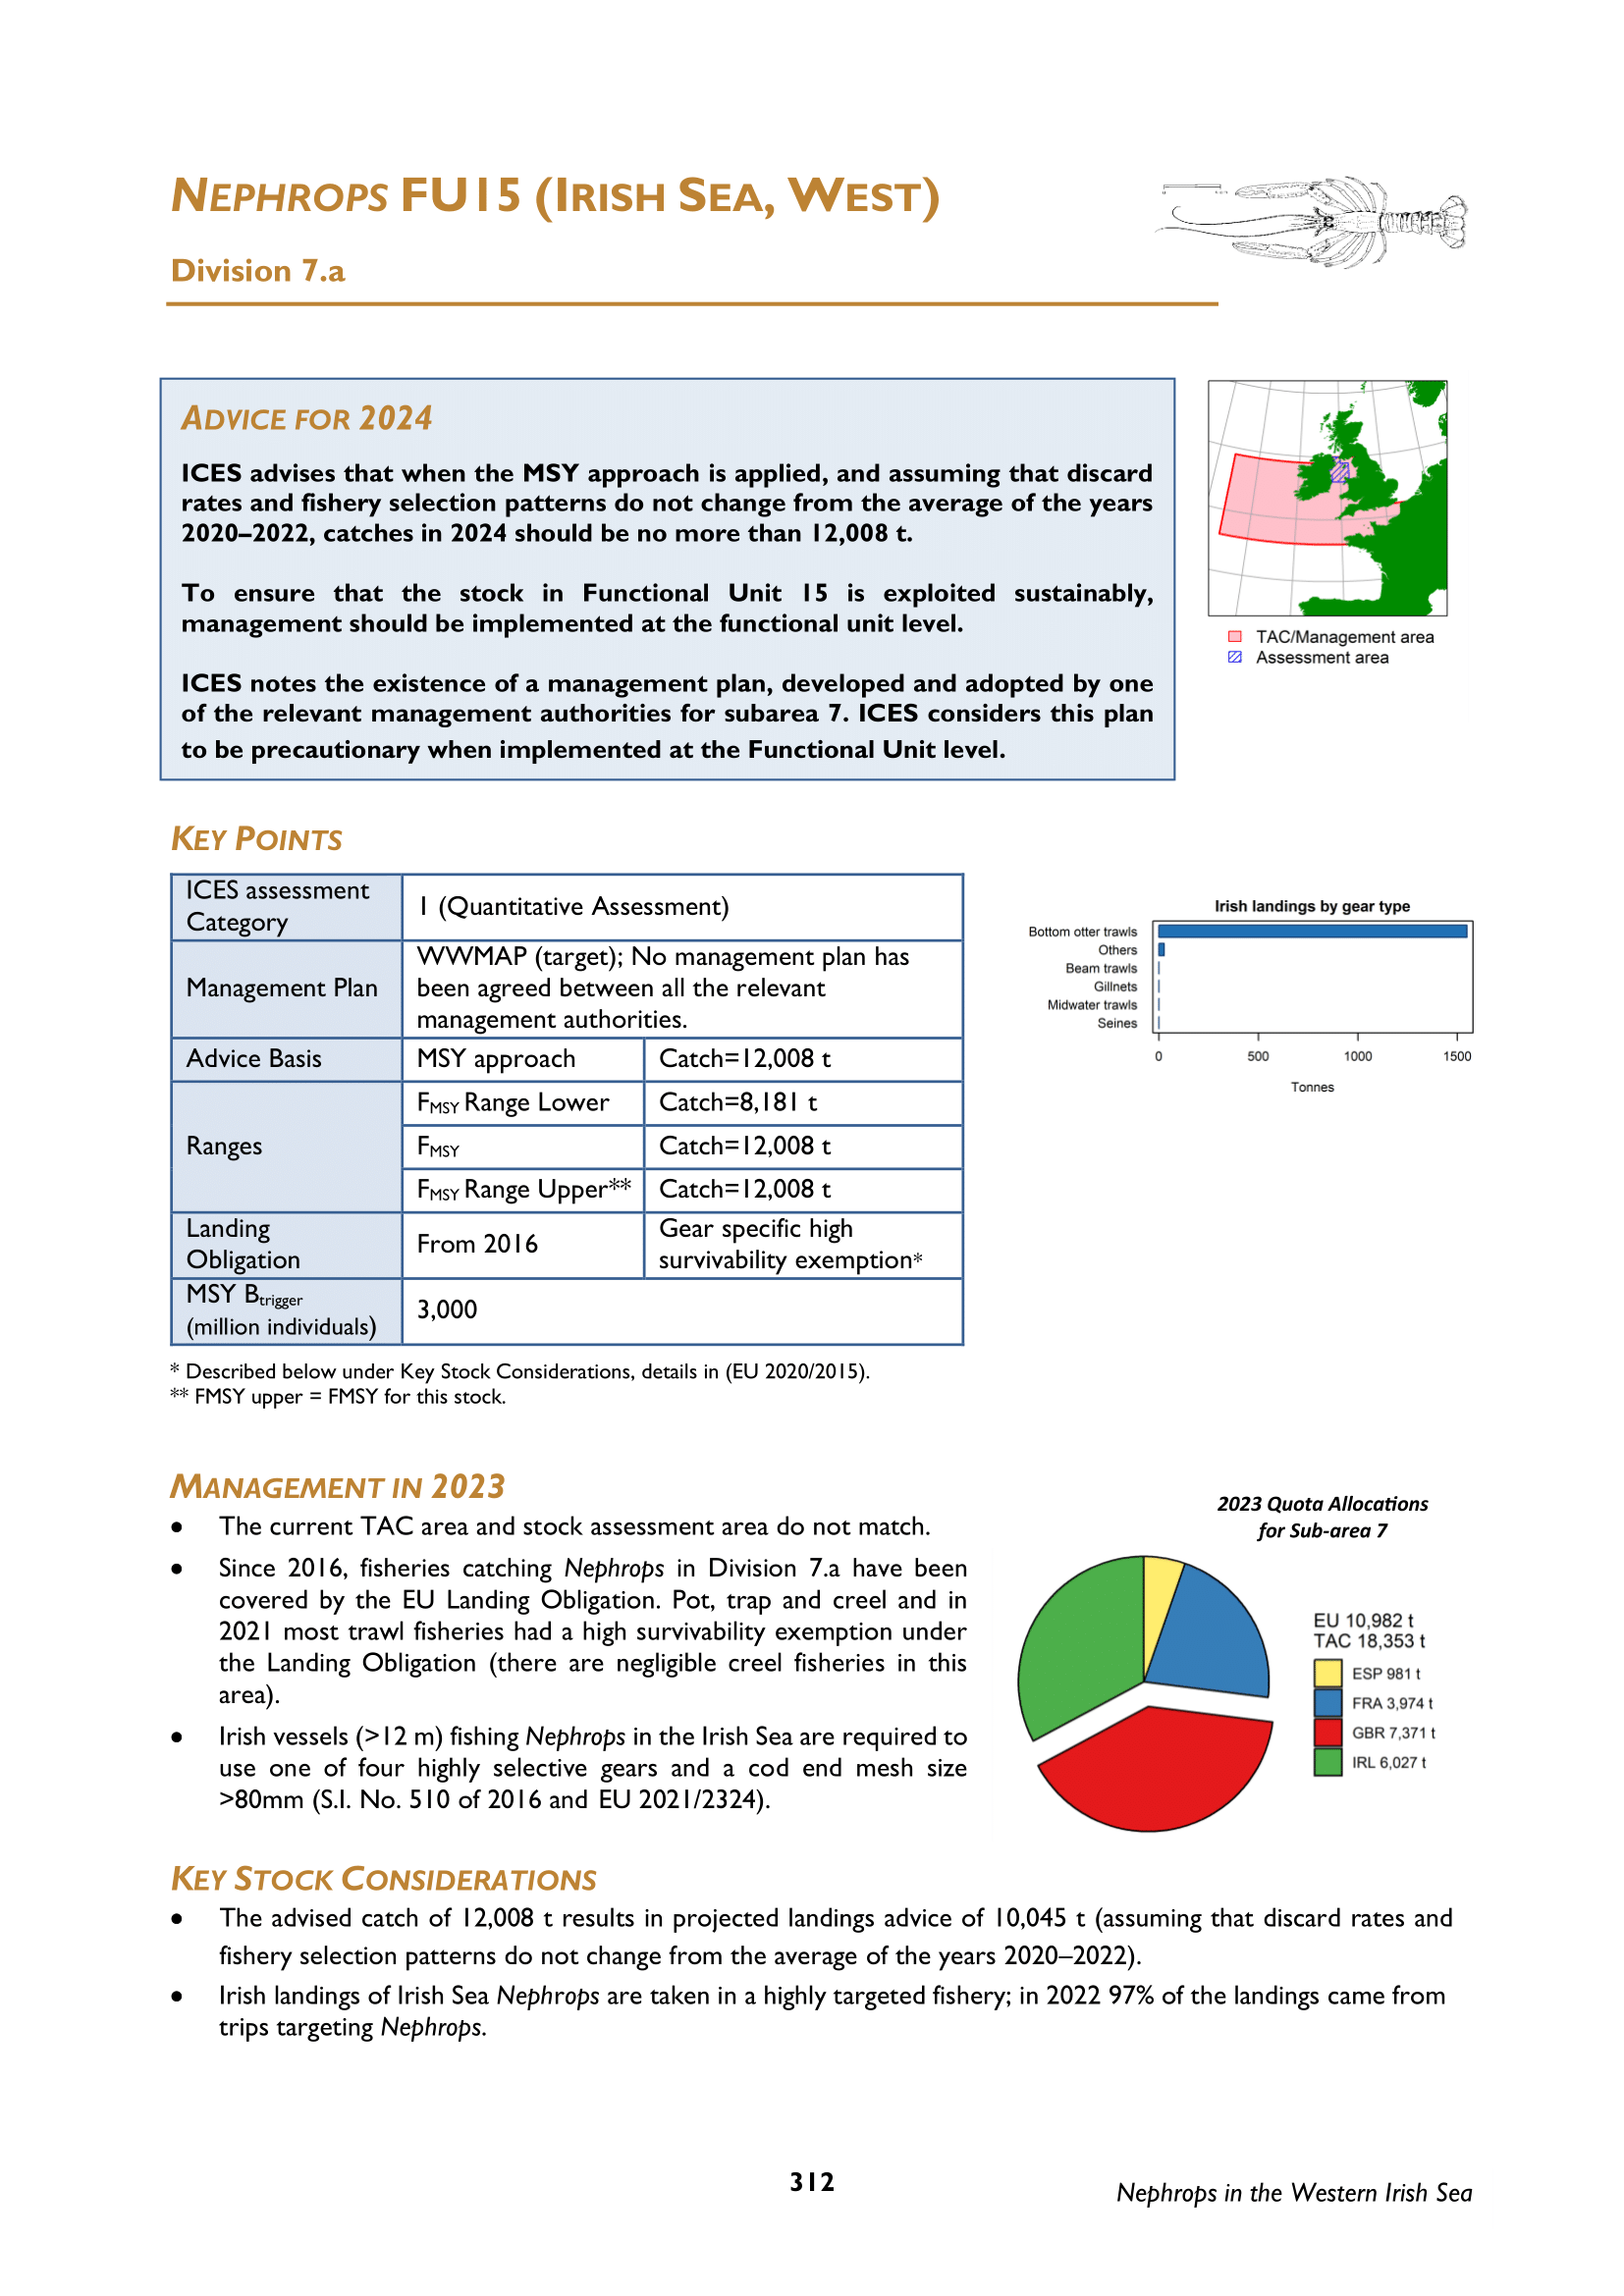 NEPHROPS FU15 (IRISH SEA, WEST)
Division 7.a
ADVICE FOR 2024
ICES advises that when the MSY approach is applied, and assuming that discard
rates and fishery selection patterns do not change from the average of the years
2020–2022, catches in 2024 should be no more than 12,008 t.
To ensure that the stock in Functional Unit 15 is exploited sustainably,
management should be implemented at the functional unit level.
ICES notes the existence of a management plan, developed and adopted by one
of the relevant management authorities for subarea 7. ICES considers this plan
to be precautionary when implemented at the Functional Unit level.
TAC/Management area
Assessment area
KEY POINTS
ICES assessment
Category
1 (Quantitative Assessment)
Management Plan
WWMAP (target); No management plan has
been agreed between all the relevant
management authorities.
Advice Basis
MSY approach
Catch=12,008 t
Ranges
FMSY Range Lower
Catch=8,181 t
FMSY
Catch=12,008 t
FMSY Range Upper**
Catch=12,008 t
Landing
Obligation
From 2016
Gear specific high
survivability exemption*
MSY Btrigger
(million individuals)
3,000
* Described below under Key Stock Considerations, details in (EU 2020/2015).
** FMSY upper = FMSY for this stock.
Irish landings by gear type
Bottom otter trawls
Others
Beam trawls
Gillnets
Midwater trawls
Seines
0 500 1000 1500
Tonnes
MANAGEMENT IN 2023
• The current TAC area and stock assessment area do not match.
• Since 2016, fisheries catching Nephrops in Division 7.a have been
covered by the EU Landing Obligation. Pot, trap and creel and in
2021 most trawl fisheries had a high survivability exemption under
the Landing Obligation (there are negligible creel fisheries in this
area).
• Irish vessels (>12 m) fishing Nephrops in the Irish Sea are required to
use one of four highly selective gears and a cod end mesh size
>80mm (S.I. No. 510 of 2016 and EU 2021/2324).
2023 Quota Allocations
for Sub-area 7
EU 10,982 t
TAC 18,353 t
ESP 981 t
FRA 3,974 t
GBR 7,371 t
IRL 6,027 t
KEY STOCK CONSIDERATIONS
• The advised catch of 12,008 t results in projected landings advice of 10,045 t (assuming that discard rates and
fishery selection patterns do not change from the average of the years 2020–2022).
• Irish landings of Irish Sea Nephrops are taken in a highly targeted fishery; in 2022 97% of the landings came from
trips targeting Nephrops.
312
Nephrops in the Western Irish Sea